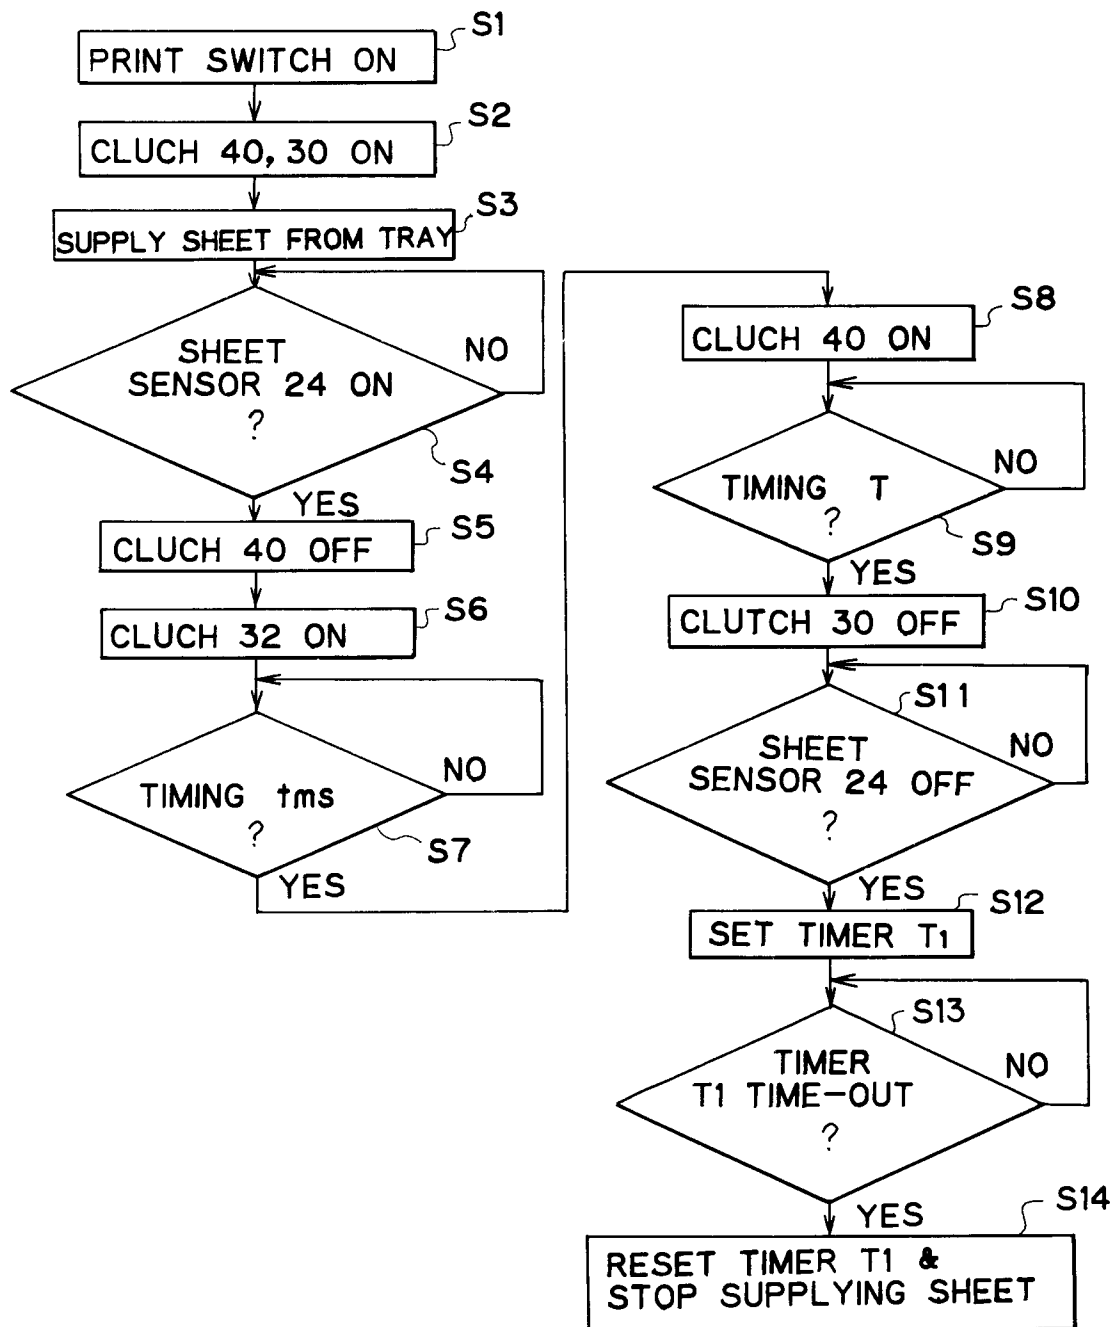 S1
PRINT SWITCH ON
S2
CLUCH 40, 30 ON
S3
SUPPLY SHEET FROM TRAY
SHEET
SENSOR 24 ON
?
NO
S4
YES
S5
CLUCH 40 OFF
S6
CLUCH 32 ON
TIMING tms
?
NO
S7
YES
S8
CLUCH 40 ON
TIMING T
?
NO
S9
YES
S10
CLUTCH 30 OFF
S11
SHEET
SENSOR 24 OFF
?
NO
YES
S12
SET TIMER T1
S13
TIMER
T1 TIME-OUT
?
NO
YES
S14
RESET TIMER T1 &
STOP SUPPLYING SHEET